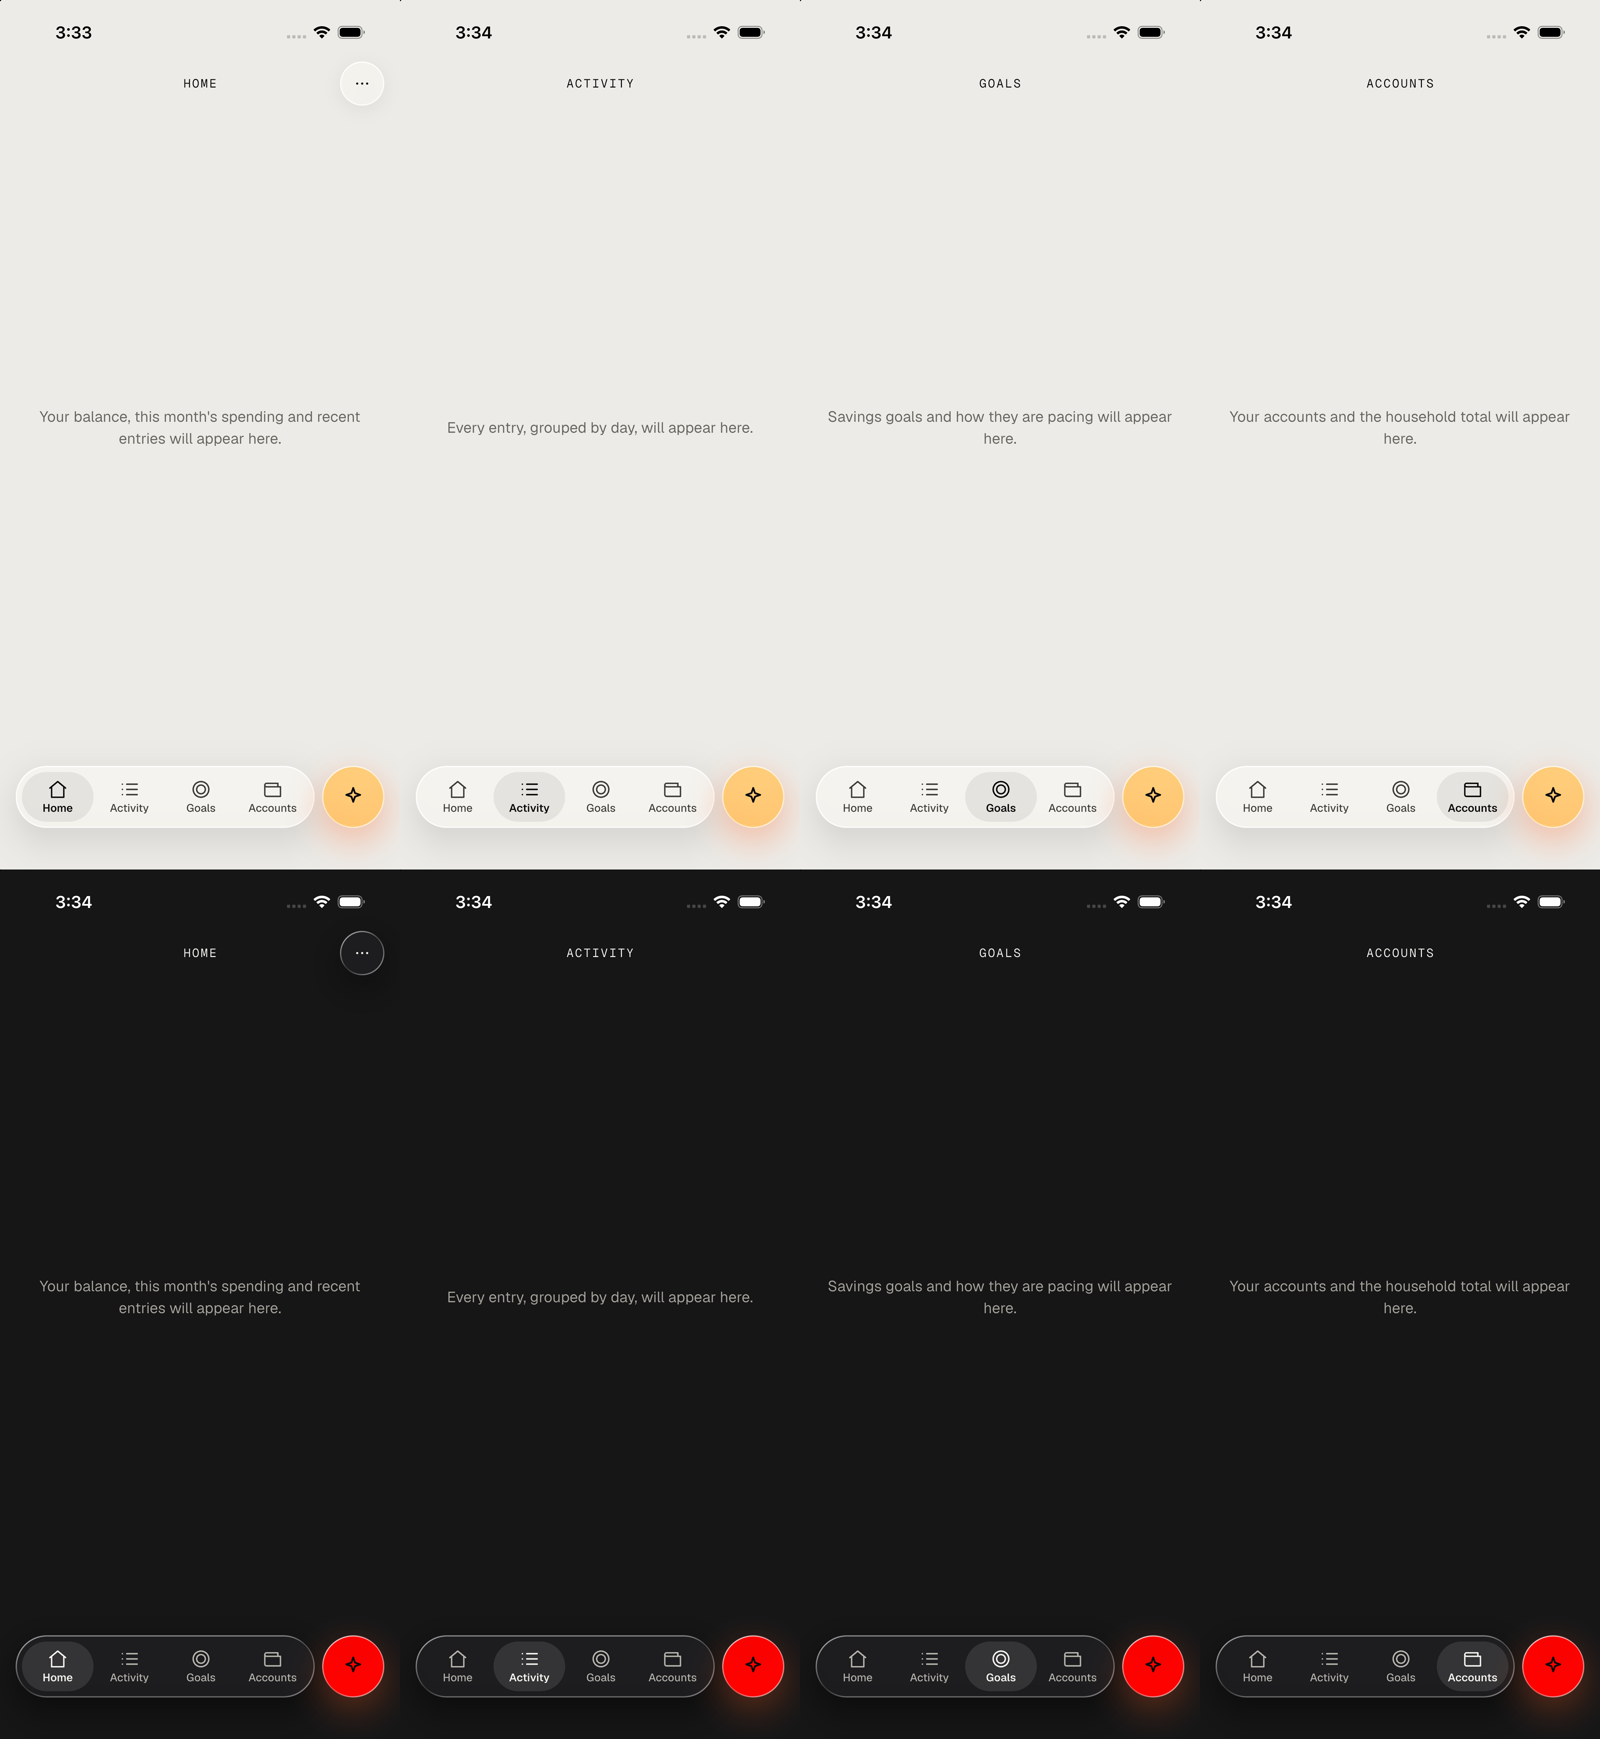 3:33
HOME
Your balance, this month's spending and recent
entries will appear here.
Home
Activity
Goals
Accounts
3:34
ACTIVITY
Every entry, grouped by day, will appear here.
Home
Activity
Goals
Accounts
3:34
GOALS
Savings goals and how they are pacing will appear
here.
Home
Activity
Goals
Accounts
3:34
ACCOUNTS
Your accounts and the household total will appear
here.
Home
Activity
Goals
Accounts
3:34
HOME
Your balance, this month's spending and recent
entries will appear here.
Home
Activity
Goals
Accounts
3:34
ACTIVITY
Every entry, grouped by day, will appear here.
Home
Activity
Goals
Accounts
3:34
GOALS
Savings goals and how they are pacing will appear
here.
Home
Activity
Goals
Accounts
3:34
ACCOUNTS
Your accounts and the household total will appear
here.
Home
Activity
Goals
Accounts